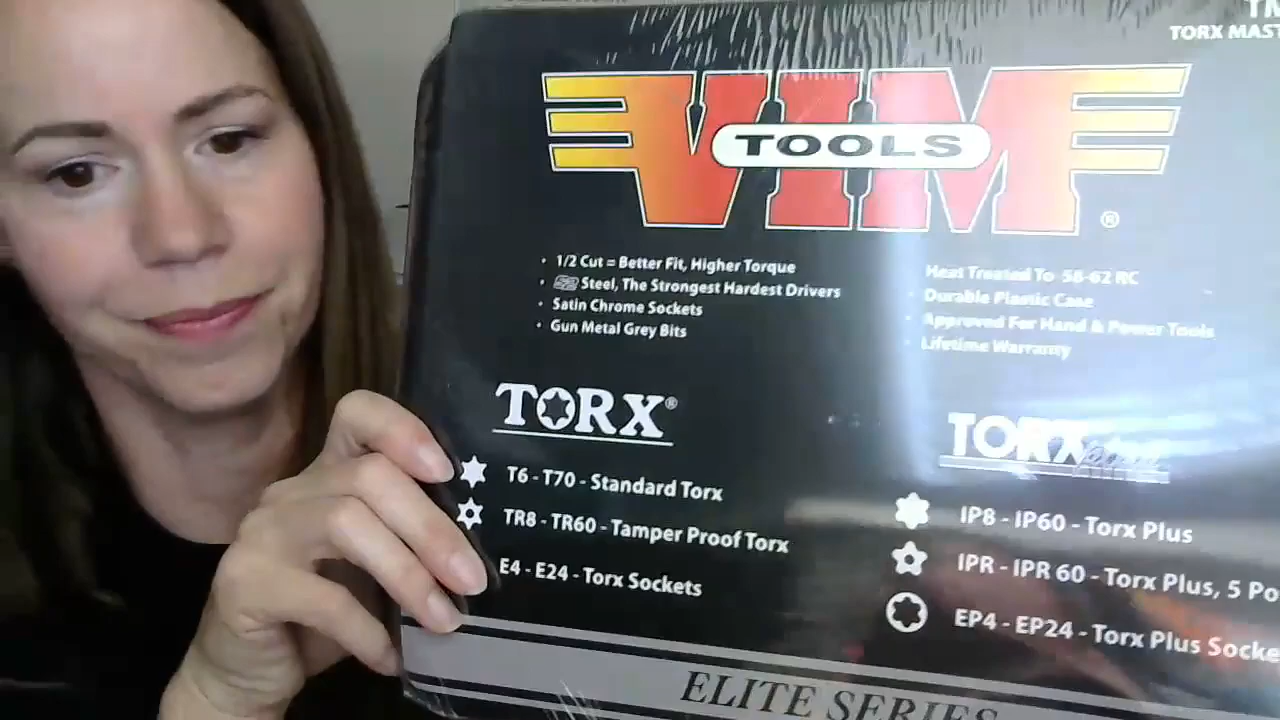 TORX MAST
VIM
TOOLS
®
• 1/2 Cut = Better Fit, Higher Torque
• S2 Steel, The Strongest Hardest Drivers
• Satin Chrome Sockets
• Gun Metal Grey Bits
• Heat Treated To 58-62 RC
• Durable Plastic Case
• Approved For Hand & Power Tools
• Lifetime Warranty
TORX®
T6 - T70 - Standard Torx
TR8 - TR60 - Tamper Proof Torx
E4 - E24 - Torx Sockets
TORX plus
IP8 - IP60 - Torx Plus
IPR - IPR 60 - Torx Plus, 5 Po
EP4 - EP24 - Torx Plus Socke
ELITE SERIES